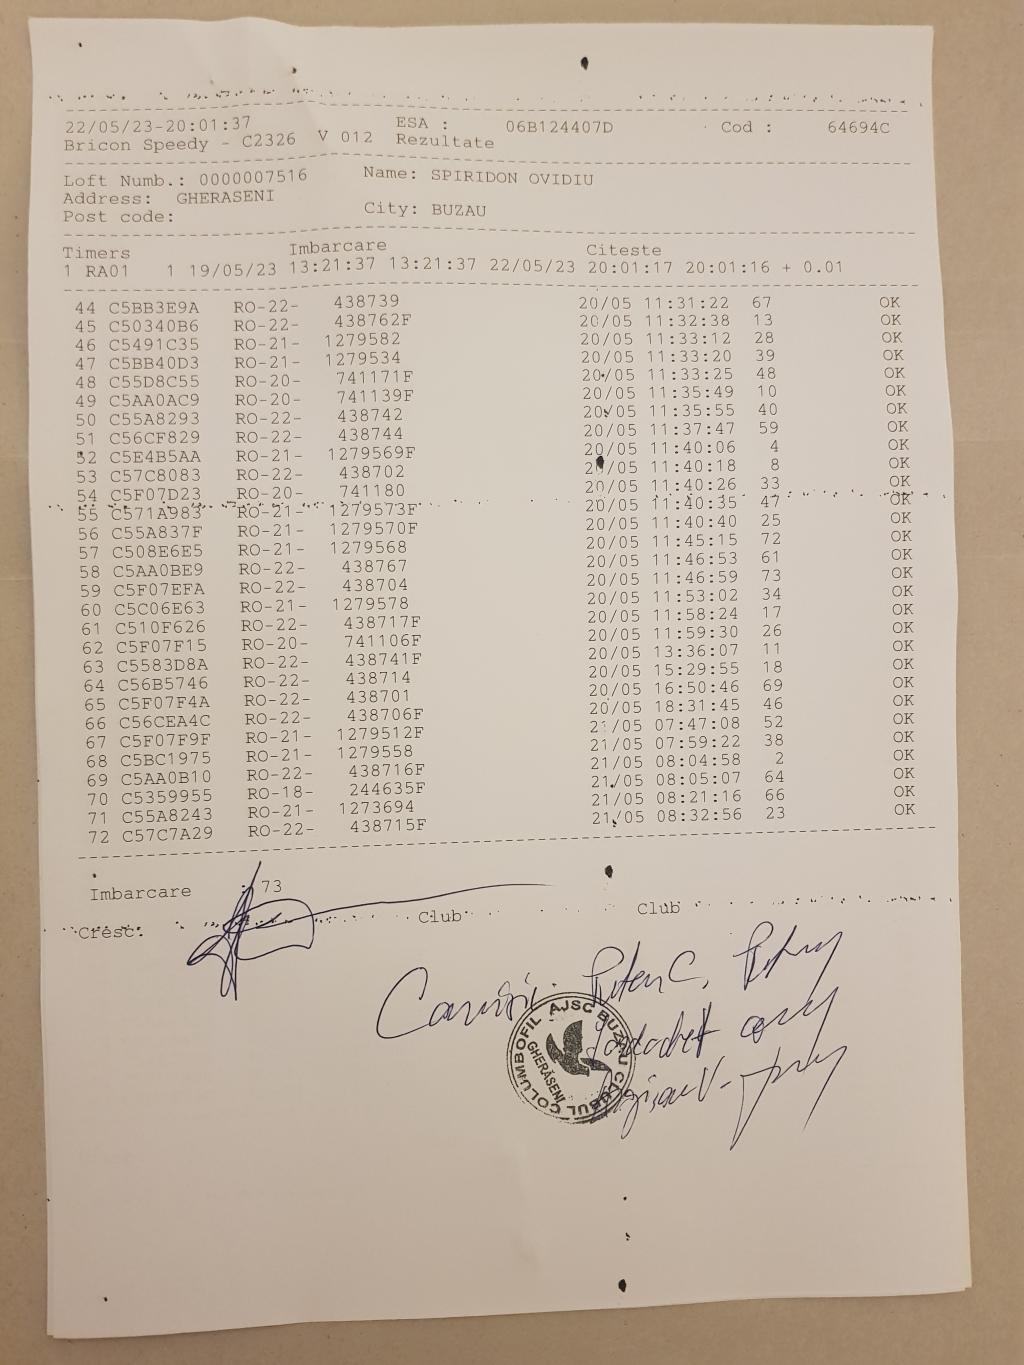 22/05/23-20:01:37 ESA : 06B124407D Cod : 64694C
Bricon Speedy - C2326 V 012 Rezultate
Loft Numb.: 0000007516 Name: SPIRIDON OVIDIU
Address: GHERASENI
Post code: City: BUZAU
Timers Imbarcare Citeste
1 RA01 1 19/05/23 13:21:37 13:21:37 22/05/23 20:01:17 20:01:16 + 0.01
44 C5BB3E9A RO-22- 438739 20/05 11:31:22 67 OK
45 C50340B6 RO-22- 438762F 20/05 11:32:38 13 OK
46 C5491C35 RO-21- 1279582 20/05 11:33:12 28 OK
47 C5BB40D3 RO-21- 1279534 20/05 11:33:20 39 OK
48 C55D8C55 RO-20- 741171F 20/05 11:33:25 48 OK
49 C5AA0AC9 RO-20- 741139F 20/05 11:35:49 10 OK
50 C55A8293 RO-22- 438742 20/05 11:35:55 40 OK
51 C56CF829 RO-22- 438744 20/05 11:37:47 59 OK
52 C5E4B5AA RO-21- 1279569F 20/05 11:40:06 4 OK
53 C57C8083 RO-22- 438702 20/05 11:40:18 8 OK
54 C5F07D23 RO-20- 741180 20/05 11:40:26 33 OK
55 C571A983 RO-21- 1279573F 20/05 11:40:35 47 OK
56 C55A837F RO-21- 1279570F 20/05 11:40:40 25 OK
57 C508E6E5 RO-21- 1279568 20/05 11:45:15 72 OK
58 C5AA0BE9 RO-22- 438767 20/05 11:46:53 61 OK
59 C5F07EFA RO-22- 438704 20/05 11:46:59 73 OK
60 C5C06E63 RO-21- 1279578 20/05 11:53:02 34 OK
61 C510F626 RO-22- 438717F 20/05 11:58:24 17 OK
62 C5F07F15 RO-20- 741106F 20/05 11:59:30 26 OK
63 C5583D8A RO-22- 438741F 20/05 13:36:07 11 OK
64 C56B5746 RO-22- 438714 20/05 15:29:55 18 OK
65 C5F07F4A RO-22- 438701 20/05 16:50:46 69 OK
66 C56CEA4C RO-22- 438706F 20/05 18:31:45 46 OK
67 C5F07F9F RO-21- 1279512F 21/05 07:47:08 52 OK
68 C5BC1975 RO-21- 1279558 21/05 07:59:22 38 OK
69 C5AA0B10 RO-22- 438716F 21/05 08:04:58 2 OK
70 C5359955 RO-18- 244635F 21/05 08:05:07 64 OK
71 C55A8243 RO-21- 1273694 21/05 08:21:16 66 OK
72 C57C7A29 RO-22- 438715F 21/05 08:32:56 23 OK
Imbarcare : 73
Cresc. Club Club
CLUBUL COLUMBOFIL AJSC BUZAU
GHERĂSENI